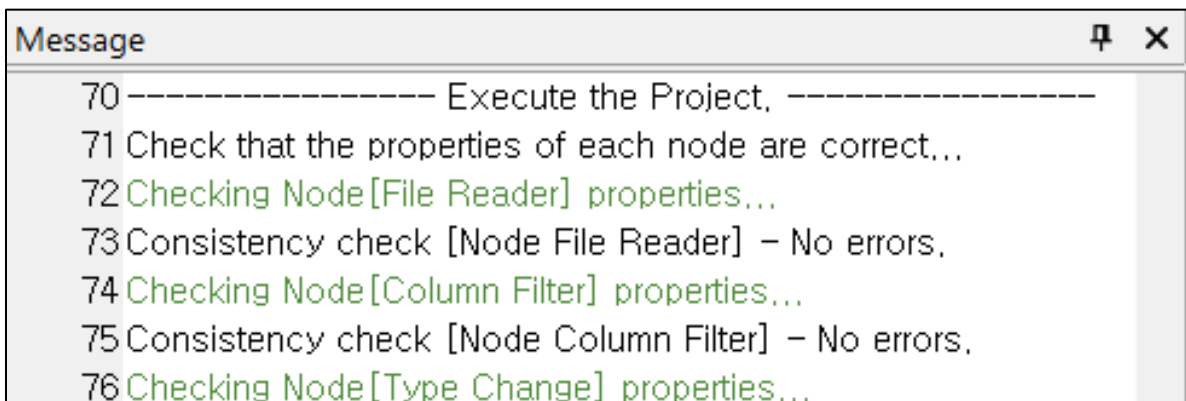 Message
70 ---------------- Execute the Project. ----------------
71 Check that the properties of each node are correct...
72 Checking Node[File Reader] properties...
73 Consistency check [Node File Reader] - No errors.
74 Checking Node[Column Filter] properties...
75 Consistency check [Node Column Filter] - No errors.
76 Checking Node[Type Change] properties...